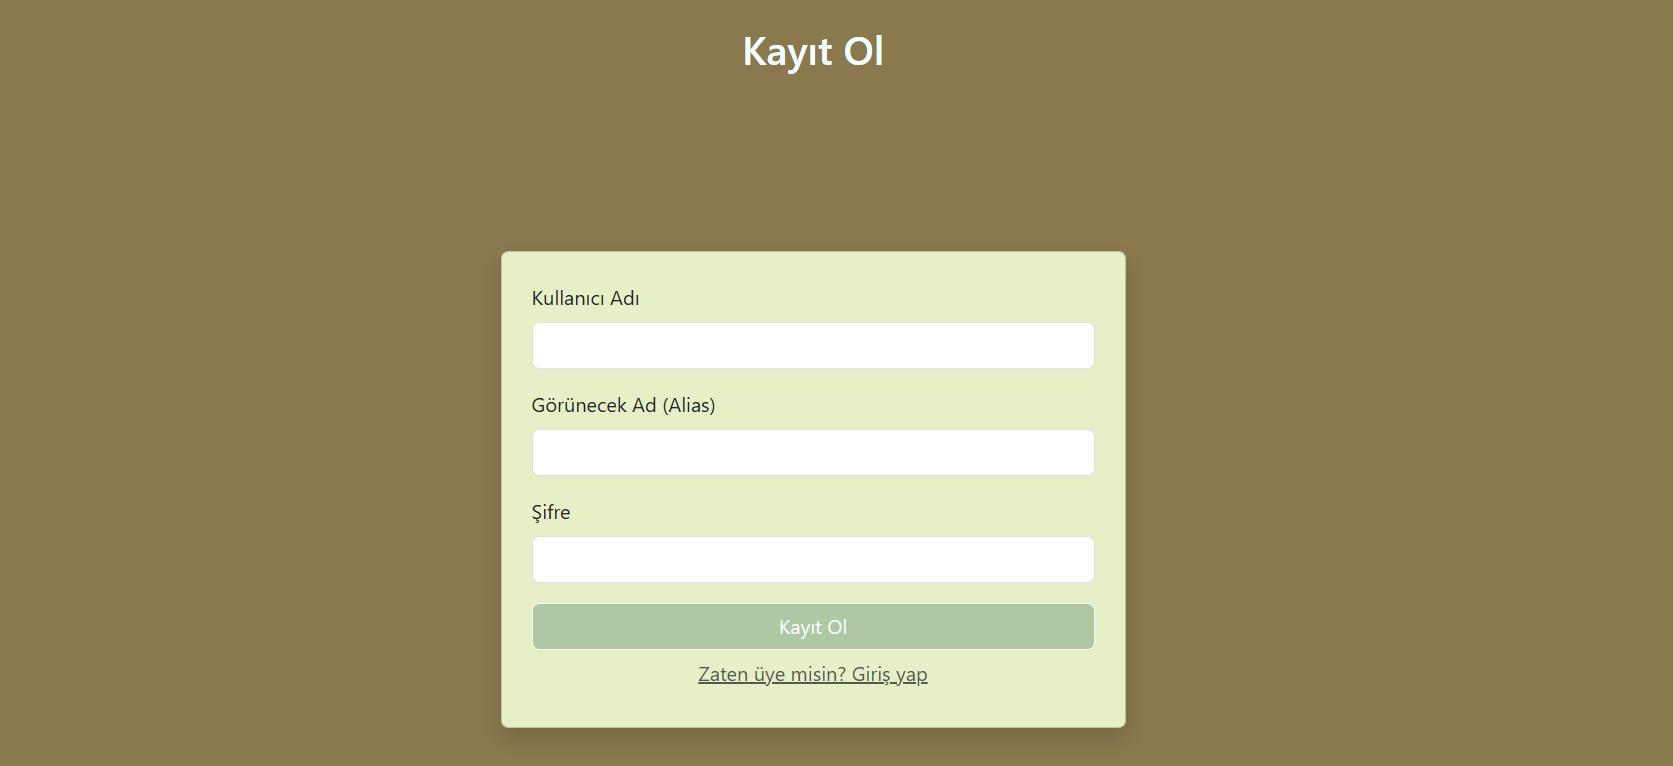 Kayıt Ol
Kullanıcı Adı
Görünecek Ad (Alias)
Şifre
Kayıt Ol
Zaten üye misin? Giriş yap